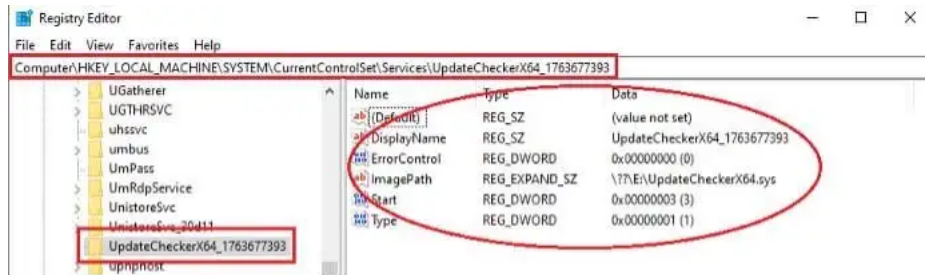 Registry Editor
File Edit View Favorites Help
Computer\HKEY_LOCAL_MACHINE\SYSTEM\CurrentControlSet\Services\UpdateCheckerX64_1763677393
UGatherer
UGTHRSVC
uhssvc
umbus
UmPass
UmRdpService
UnistoreSvc
UnistoreSvc_30d11
UpdateCheckerX64_1763677393
upnphost
Name Type Data
(Default) REG_SZ (value not set)
DisplayName REG_SZ UpdateCheckerX64_1763677393
ErrorControl REG_DWORD 0x00000000 (0)
ImagePath REG_EXPAND_SZ \??\E:\UpdateCheckerX64.sys
Start REG_DWORD 0x00000003 (3)
Type REG_DWORD 0x00000001 (1)